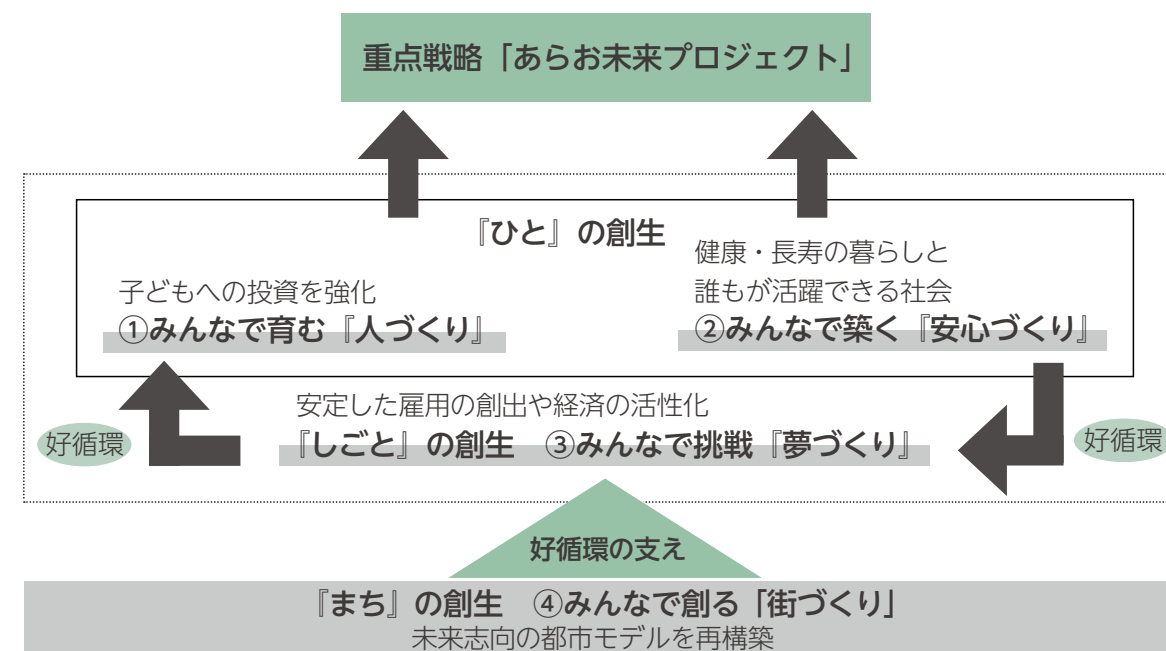 重点戦略「あらお未来プロジェクト」
『ひと』の創生
子どもへの投資を強化
①みんなで育む『人づくり』
健康・長寿の暮らしと
誰もが活躍できる社会
②みんなで築く『安心づくり』
好循環
安定した雇用の創出や経済の活性化
『しごと』の創生　③みんなで挑戦『夢づくり』
好循環
好循環の支え
『まち』の創生　④みんなで創る「街づくり」
未来志向の都市モデルを再構築